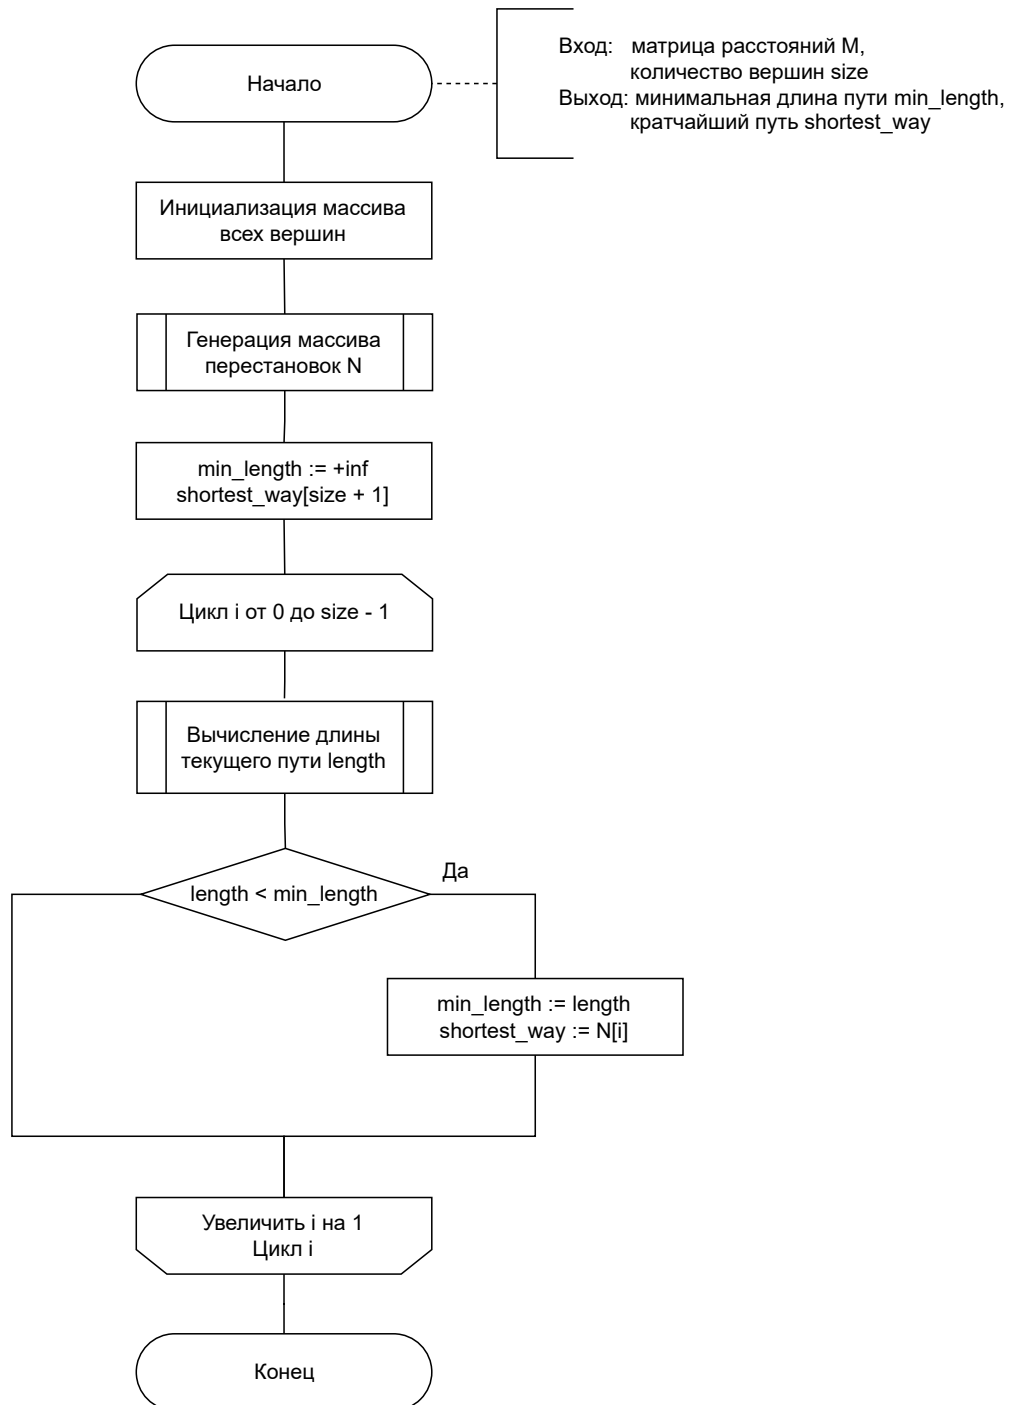 Начало
Вход: матрица расстояний M,
количество вершин size
Выход: минимальная длина пути min_length,
кратчайший путь shortest_way
Инициализация массива
всех вершин
Генерация массива
перестановок N
min_length := +inf
shortest_way[size + 1]
Цикл i от 0 до size - 1
Вычисление длины
текущего пути length
length < min_length
Да
min_length := length
shortest_way := N[i]
Увеличить i на 1
Цикл i
Конец